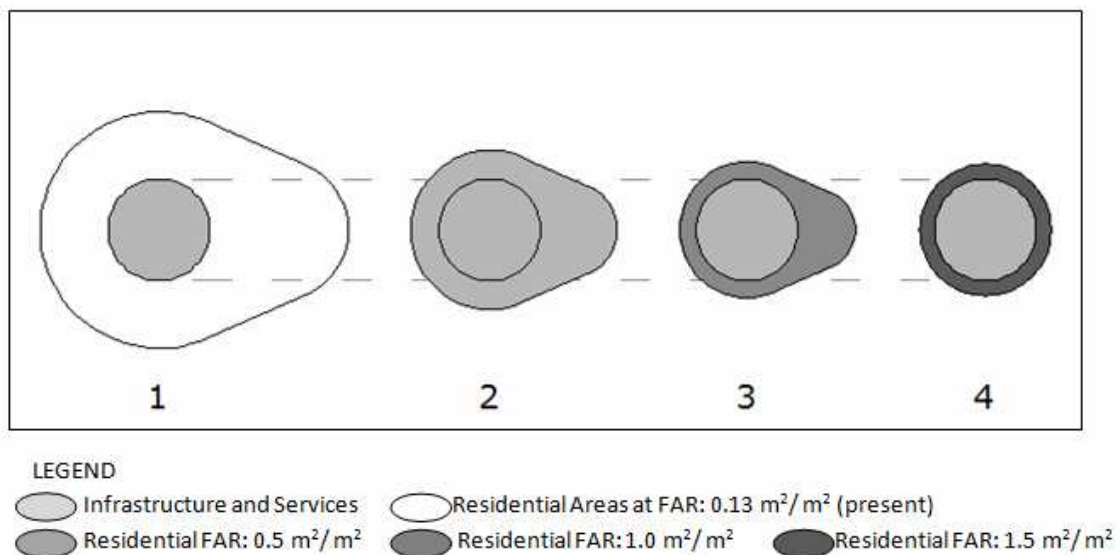 1 2 3 4
LEGEND
Infrastructure and Services Residential Areas at FAR: 0.13 m²/ m² (present)
Residential FAR: 0.5 m²/ m² Residential FAR: 1.0 m²/ m² Residential FAR: 1.5 m²/ m²